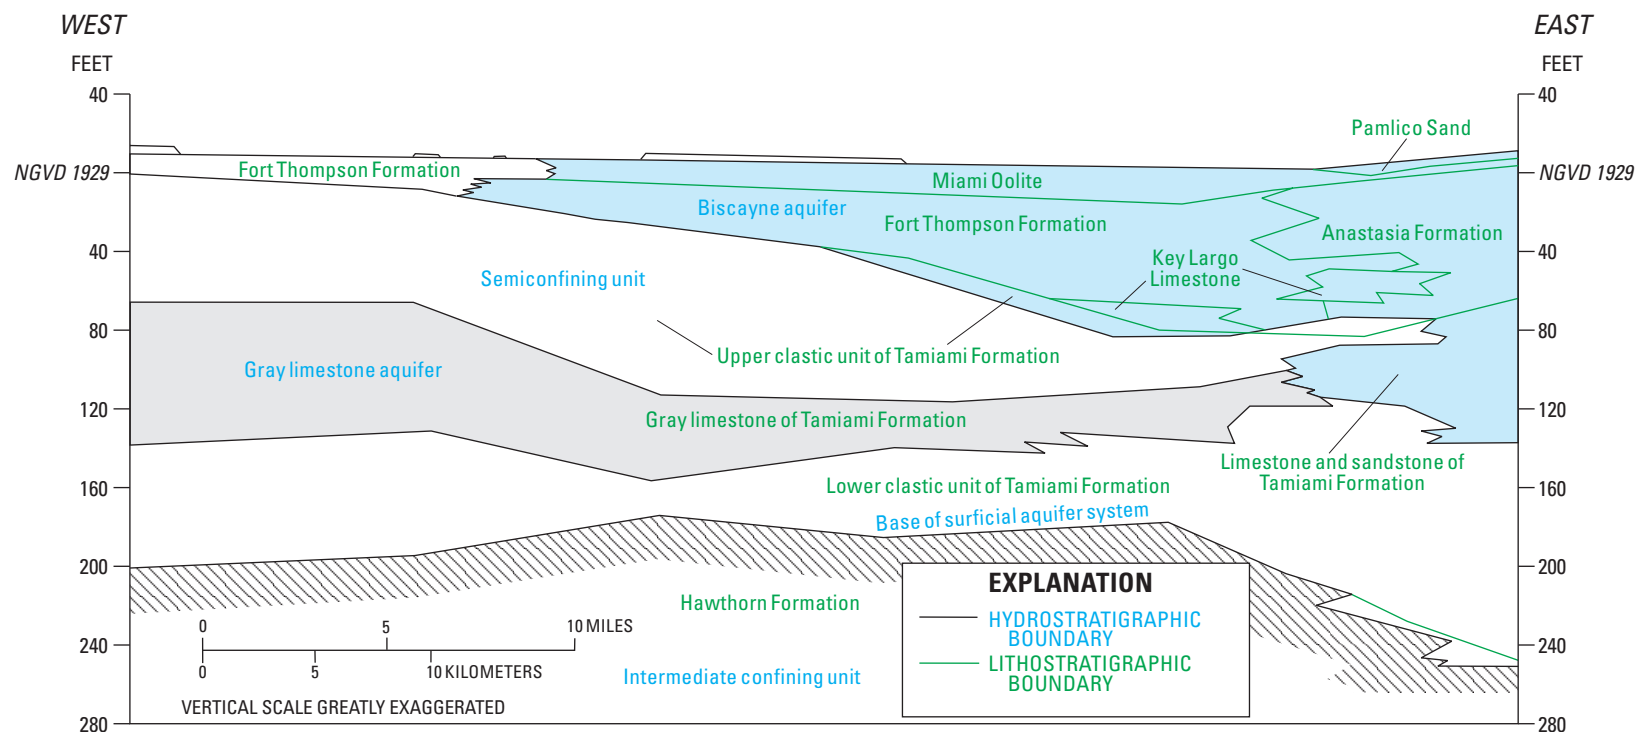 WEST
EAST
FEET
FEET
40
40
Pamlico Sand
NGVD 1929
Fort Thompson Formation
Miami Oolite
NGVD 1929
Biscayne aquifer
Fort Thompson Formation
Anastasia Formation
40
Key Largo
Limestone
40
Semiconfining unit
80
80
Upper clastic unit of Tamiami Formation
Gray limestone aquifer
120
Gray limestone of Tamiami Formation
120
Limestone and sandstone of
Tamiami Formation
160
Lower clastic unit of Tamiami Formation
160
Base of surficial aquifer system
200
200
Hawthorn Formation
EXPLANATION
HYDROSTRATIGRAPHIC
BOUNDARY
LITHOSTRATIGRAPHIC
BOUNDARY
0 5 10 MILES
240
240
0 5 10 KILOMETERS
Intermediate confining unit
VERTICAL SCALE GREATLY EXAGGERATED
280
280